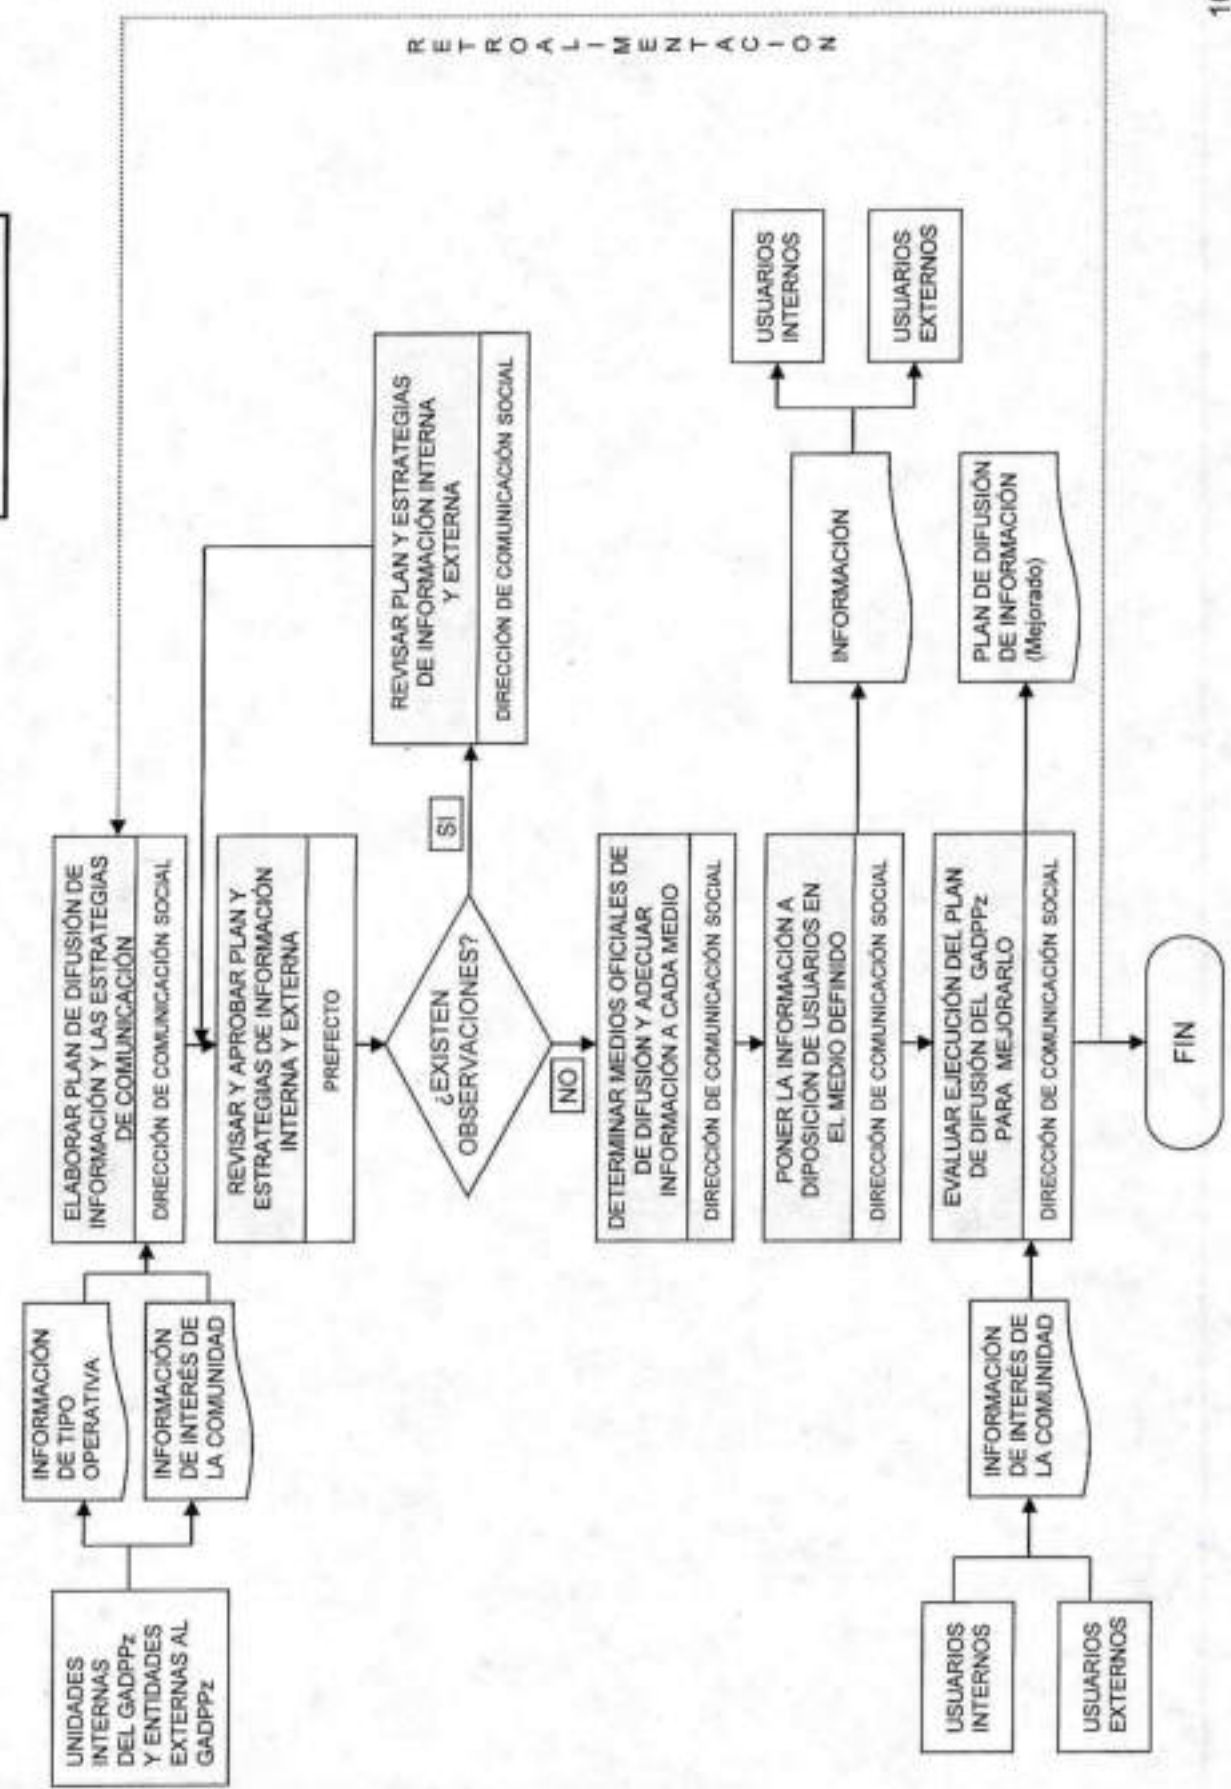 UNIDADES
INTERNAS
DEL GADPPz
Y ENTIDADES
EXTERNAS AL
GADPPz
INFORMACIÓN
DE TIPO
OPERATIVA
INFORMACIÓN
DE INTERÉS DE
LA COMUNIDAD
ELABORAR PLAN DE DIFUSIÓN DE
INFORMACIÓN Y LAS ESTRATEGIAS
DE COMUNICACIÓN
DIRECCIÓN DE COMUNICACIÓN SOCIAL
REVISAR Y APROBAR PLAN Y
ESTRATEGIAS DE INFORMACIÓN
INTERNA Y EXTERNA
PREFECTO
¿EXISTEN
OBSERVACIONES?
SI
REVISAR PLAN Y ESTRATEGIAS
DE INFORMACIÓN INTERNA
Y EXTERNA
DIRECCIÓN DE COMUNICACIÓN SOCIAL
NO
DETERMINAR MEDIOS OFICIALES DE
DE DIFUSIÓN Y ADECUAR
INFORMACIÓN A CADA MEDIO
DIRECCIÓN DE COMUNICACIÓN SOCIAL
PONER LA INFORMACIÓN A
DIPOSICIÓN DE USUARIOS EN
EL MEDIO DEFINIDO
DIRECCIÓN DE COMUNICACIÓN SOCIAL
INFORMACIÓN
USUARIOS
INTERNOS
USUARIOS
EXTERNOS
USUARIOS
INTERNOS
USUARIOS
EXTERNOS
INFORMACIÓN
DE INTERÉS DE
LA COMUNIDAD
EVALUAR EJECUCIÓN DEL PLAN
DE DIFUSIÓN DEL GADPPz
PARA MEJORARLO
DIRECCIÓN DE COMUNICACIÓN SOCIAL
PLAN DE DIFUSIÓN
DE INFORMACIÓN
(Mejorado)
FIN
RETROALIMENTACION